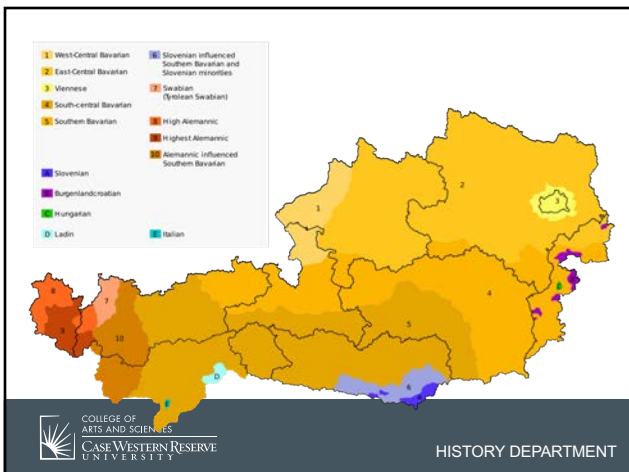 1 West-Central Bavarian
2 East-Central Bavarian
3 Viennese
4 South-central Bavarian
5 Southern Bavarian
A Slovenian
Burgenlandcroatian
C Hungarian
D Ladin
6 Slovenian influenced
Southern Bavarian and
Slovenian minorities
7 Swabian
(Tyrolean Swabian)
8 High Alemannic
9 Highest Alemannic
10 Alemannic influenced
Southern Bavarian
E Italian
1
2
3
4
5
6
7
8
9
10
D
E
COLLEGE OF
ARTS AND SCIENCES
CASE WESTERN RESERVE
UNIVERSITY
HISTORY DEPARTMENT